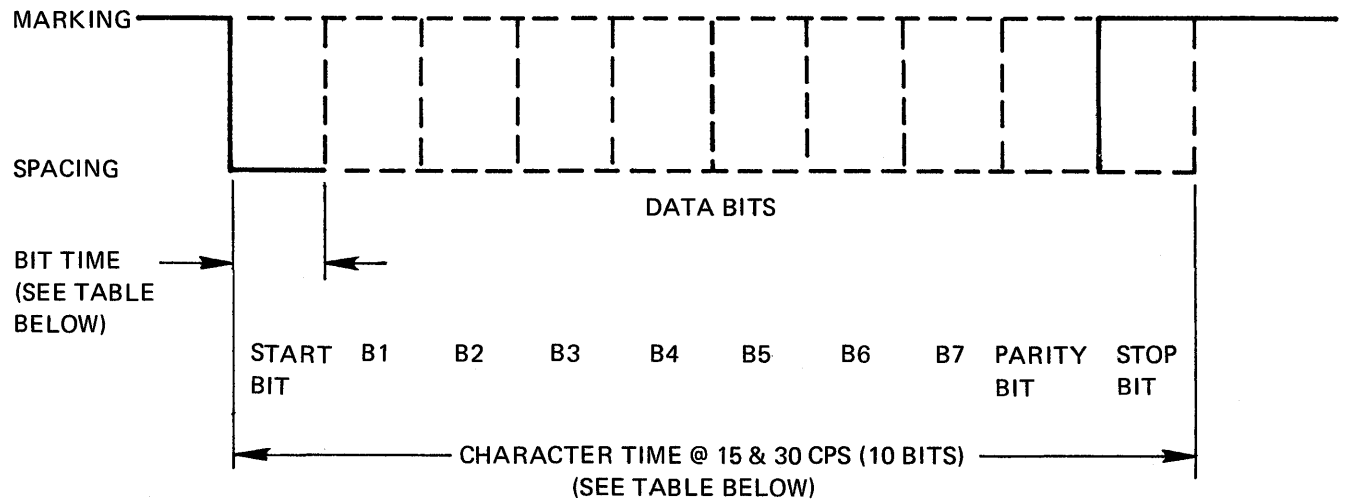 MARKING
SPACING
DATA BITS
BIT TIME
(SEE TABLE
BELOW)
START BIT
B1
B2
B3
B4
B5
B6
B7
PARITY BIT
STOP BIT
CHARACTER TIME @ 15 & 30 CPS (10 BITS)
(SEE TABLE BELOW)